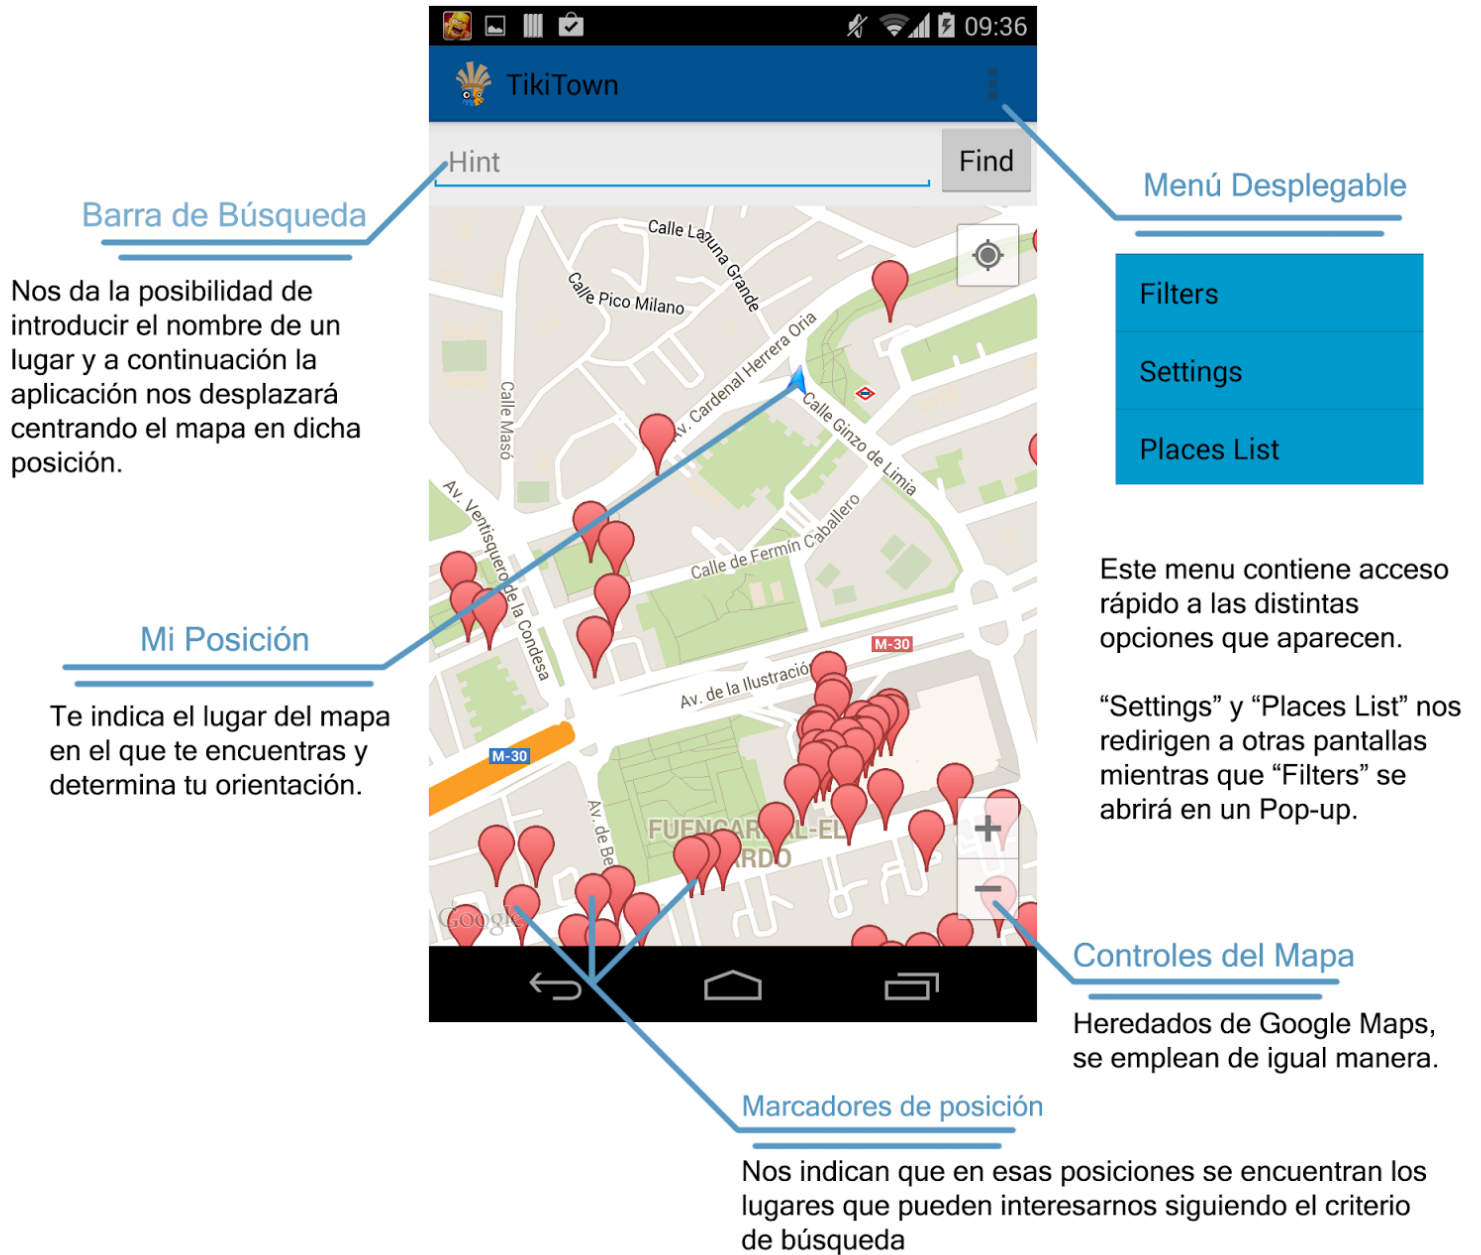 09:36
TikiTown
Hint
Find
Barra de Búsqueda
Nos da la posibilidad de
introducir el nombre de un
lugar y a continuación la
aplicación nos desplazará
centrando el mapa en dicha
posición.
Menú Desplegable
Filters
Settings
Places List
Este menu contiene acceso
rápido a las distintas
opciones que aparecen.
“Settings” y “Places List” nos
redirigen a otras pantallas
mientras que “Filters” se
abrirá en un Pop-up.
Calle Laguna Grande
Calle Pico Milano
Av. Cardenal Herrera Oria
Calle Masó
Calle Ginzo de Limia
Av. Ventisquero de la Condesa
Calle de Fermín Caballero
M-30
Av. de la Ilustración
M-30
Av. de Be
FUENCARRAL-EL
ARDO
Google
Mi Posición
Te indica el lugar del mapa
en el que te encuentras y
determina tu orientación.
Controles del Mapa
Heredados de Google Maps,
se emplean de igual manera.
Marcadores de posición
Nos indican que en esas posiciones se encuentran los
lugares que pueden interesarnos siguiendo el criterio
de búsqueda